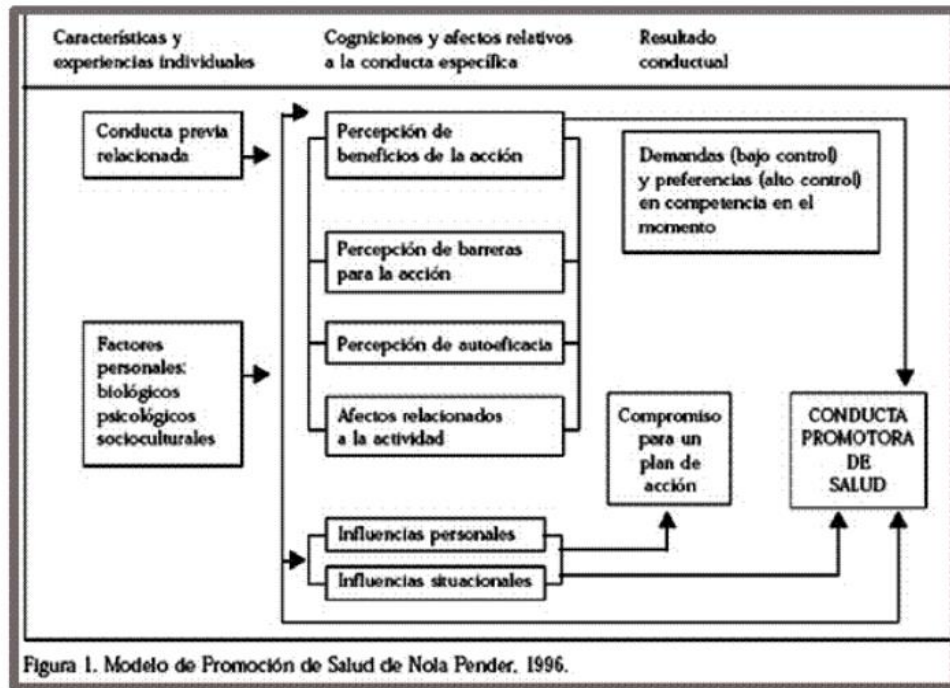 Características y
experiencias individuales
Cogniciones y afectos relativos
a la conducta específica
Resultado
conductual
Conducta previa
relacionada
Percepción de
beneficios de la acción
Demandas (bajo control)
y preferencias (alto control)
en competencia en el
momento
Percepción de barreras
para la acción
Factores
personales:
biológicos
psicológicos
socioculturales
Percepción de autoeficacia
Afectos relacionados
a la actividad
Compromiso
para un
plan de
acción
CONDUCTA
PROMOTORA
DE
SALUD
Influencias personales
Influencias situacionales
Figura 1. Modelo de Promoción de Salud de Nola Pender, 1996.